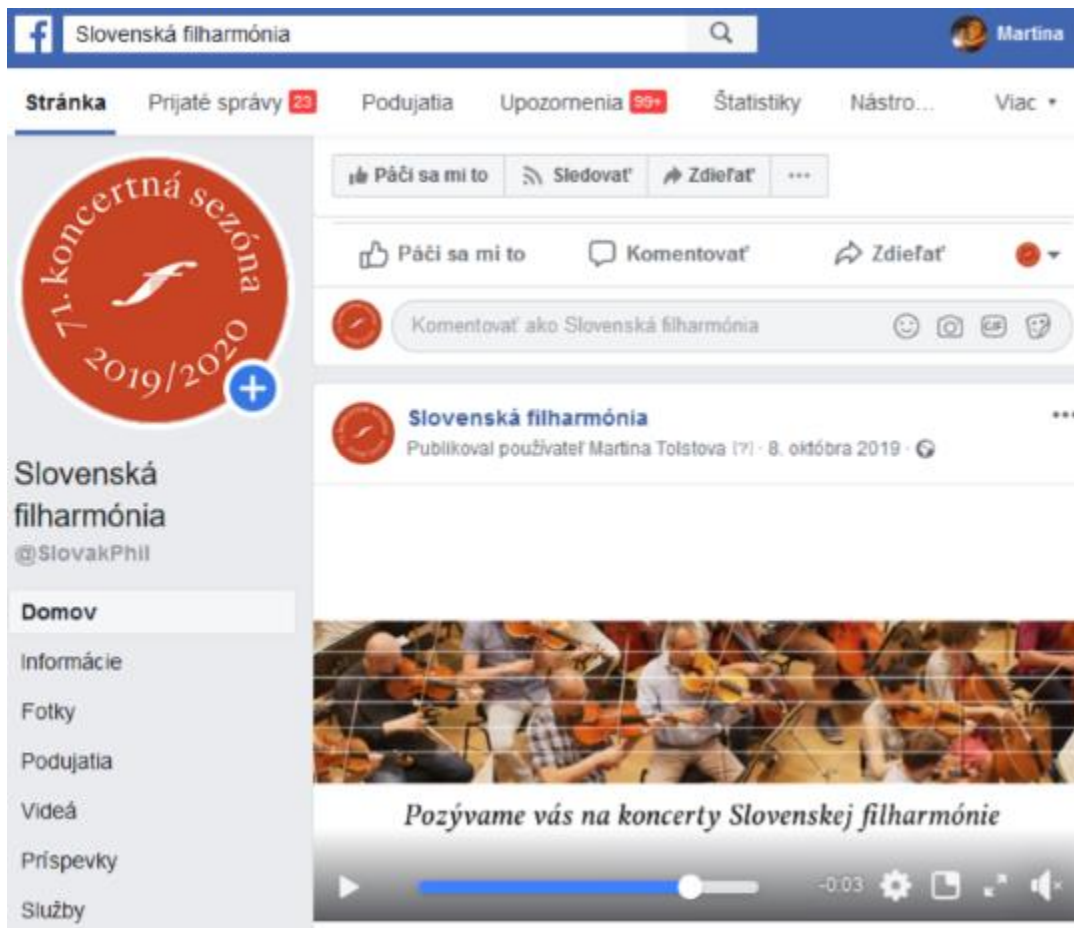 Slovenská filharmónia
Martina
Stránka Prijaté správy 23 Podujatia Upozornenia 99+ Štatistiky Nástro... Viac
71. koncertná sezóna
2019/2020
Slovenská
filharmónia
@SlovakPhil
Domov
Informácie
Fotky
Podujatia
Videá
Príspevky
Služby
Páči sa mi to Sledovať Zdieľať ...
Páči sa mi to Komentovať Zdieľať
Komentovať ako Slovenská filharmónia GIF
Slovenská filharmónia
Publikoval používateľ Martina Tolstova [?] · 8. októbra 2019 ·
Pozývame vás na koncerty Slovenskej filharmónie
-0:03